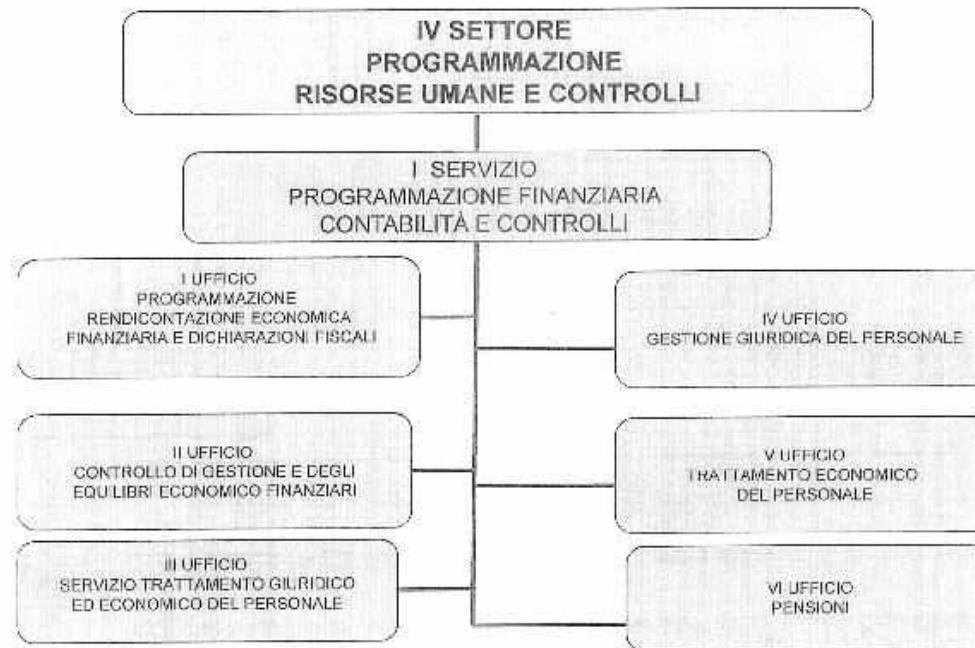 IV SETTORE
PROGRAMMAZIONE
RISORSE UMANE E CONTROLLI
I SERVIZIO
PROGRAMMAZIONE FINANZIARIA
CONTABILITÀ E CONTROLLI
I UFFICIO
PROGRAMMAZIONE
RENDICONTAZIONE ECONOMICA
FINANZIARIA E DICHIARAZIONI FISCALI
II UFFICIO
CONTROLLO DI GESTIONE E DEGLI
EQUILIBRI ECONOMICO FINANZIARI
III UFFICIO
SERVIZIO TRATTAMENTO GIURIDICO
ED ECONOMICO DEL PERSONALE
IV UFFICIO
GESTIONE GIURIDICA DEL PERSONALE
V UFFICIO
TRATTAMENTO ECONOMICO
DEL PERSONALE
VI UFFICIO
PENSIONI